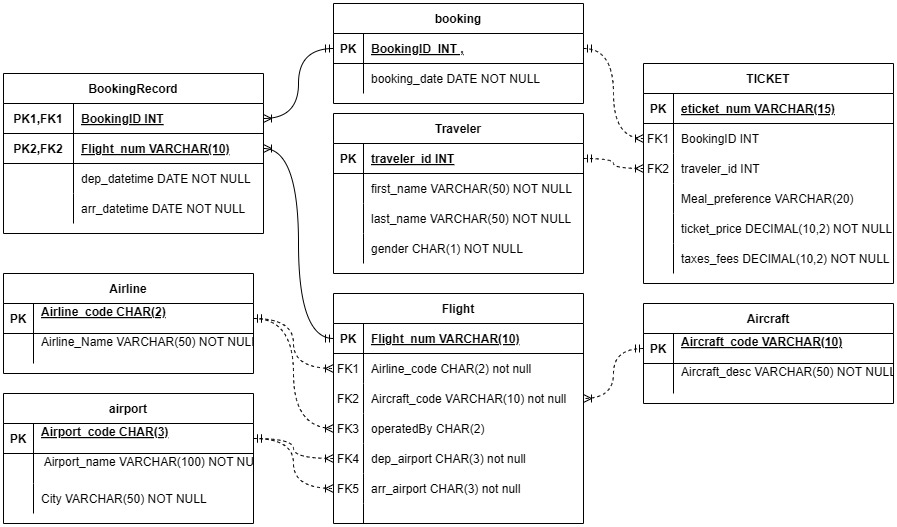 booking
PK BookingID INT ,
booking_date DATE NOT NULL
BookingRecord
PK1,FK1 BookingID INT
PK2,FK2 Flight_num VARCHAR(10)
dep_datetime DATE NOT NULL
arr_datetime DATE NOT NULL
Traveler
PK traveler_id INT
first_name VARCHAR(50) NOT NULL
last_name VARCHAR(50) NOT NULL
gender CHAR(1) NOT NULL
TICKET
PK eticket_num VARCHAR(15)
FK1 BookingID INT
FK2 traveler_id INT
Meal_preference VARCHAR(20)
ticket_price DECIMAL(10,2) NOT NULL
taxes_fees DECIMAL(10,2) NOT NULL
Airline
PK Airline_code CHAR(2)
Airline_Name VARCHAR(50) NOT NULL
airport
PK Airport_code CHAR(3)
Airport_name VARCHAR(100) NOT NU
City VARCHAR(50) NOT NULL
Flight
PK Flight_num VARCHAR(10)
FK1 Airline_code CHAR(2) not null
FK2 Aircraft_code VARCHAR(10) not null
FK3 operatedBy CHAR(2)
FK4 dep_airport CHAR(3) not null
FK5 arr_airport CHAR(3) not null
Aircraft
PK Aircraft_code VARCHAR(10)
Aircraft_desc VARCHAR(50) NOT NULL